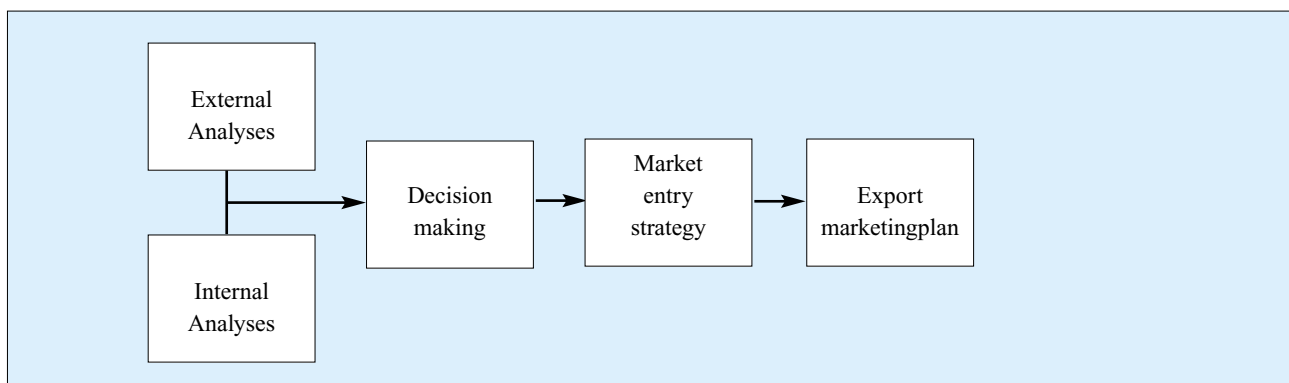 External
Analyses
Internal
Analyses
Decision
making
Market
entry
strategy
Export
marketingplan